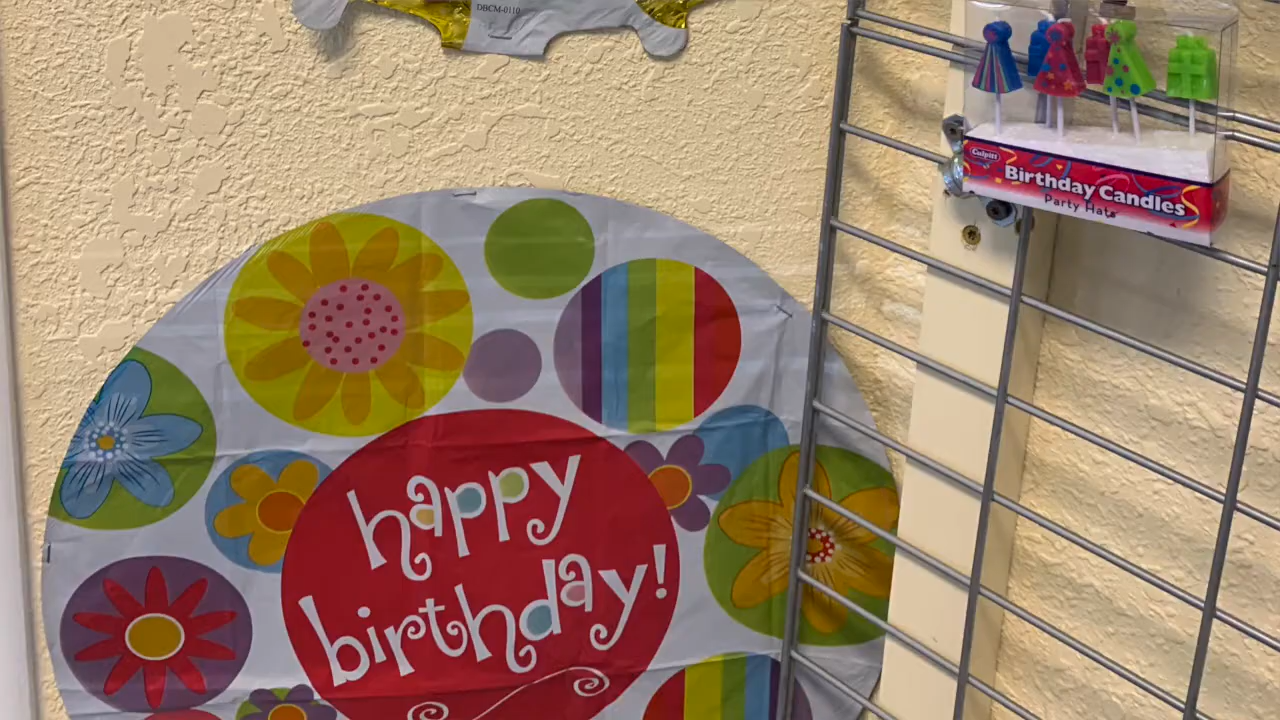 DBCM-0110
Culpitt
Birthday Candles
Party Hats
happy
birthday!